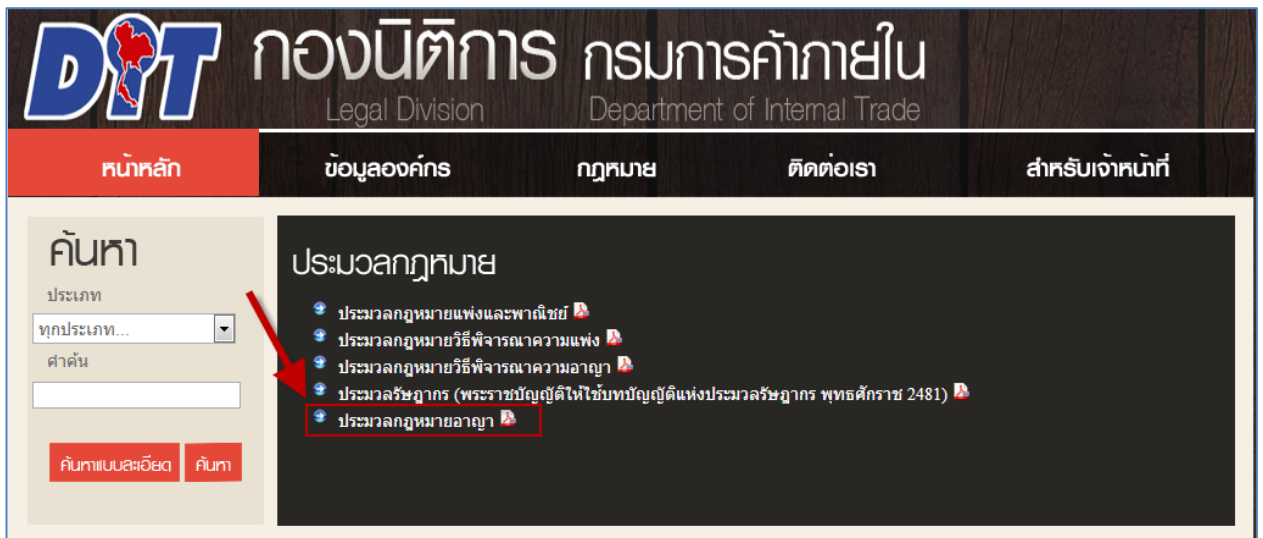 DIT กองนิติการ กรมการค้าภายใน
Legal Division Department of Internal Trade
หน้าหลัก ข้อมูลองค์กร กฎหมาย ติดต่อเรา สำหรับเจ้าหน้าที่
ค้นหา
ประเภท
ทุกประเภท...
คำค้น
ค้นหาแบบละเอียด ค้นหา
ประมวลกฎหมาย
ประมวลกฎหมายแพ่งและพาณิชย์
ประมวลกฎหมายวิธีพิจารณาความแพ่ง
ประมวลกฎหมายวิธีพิจารณาความอาญา
ประมวลรัษฎากร (พระราชบัญญัติให้ใช้บทบัญญัติแห่งประมวลรัษฎากร พุทธศักราช 2481)
ประมวลกฎหมายอาญา